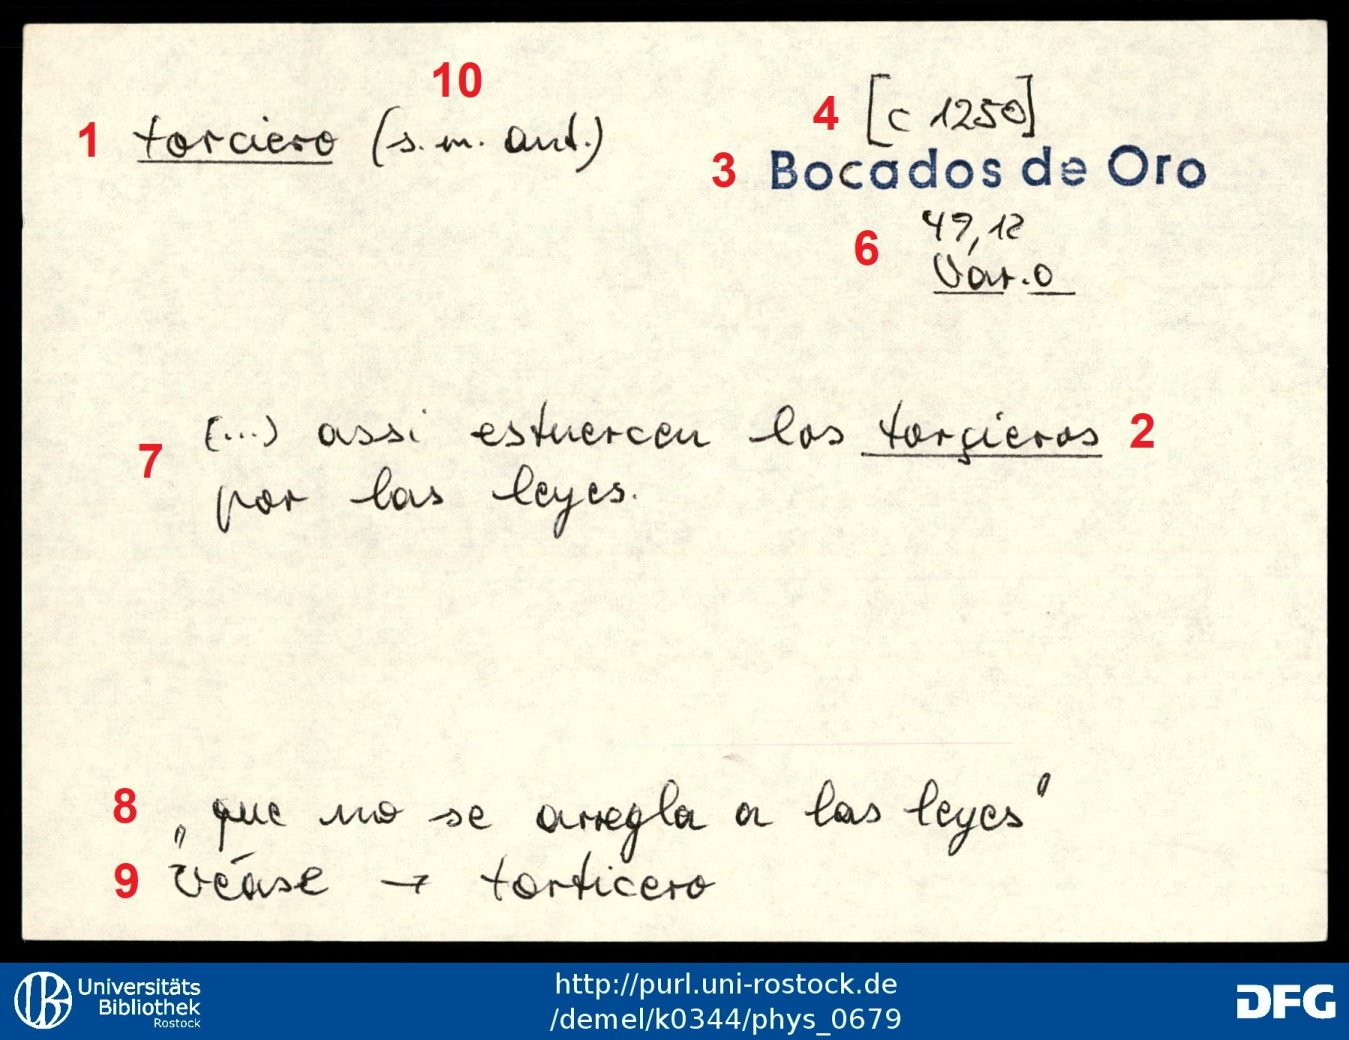 10
4 [c 1250]
1 torciero (s.m. ant.)
3 Bocados de Oro
6 49,12
Var. o
7 (...) assi estuercen los torçieros 2
por las leyes.
8 „que no se arregla a las leyes"
9 véase → torticero
Universitäts
Bibliothek
Rostock
http://purl.uni-rostock.de
/demel/k0344/phys_0679
DFG